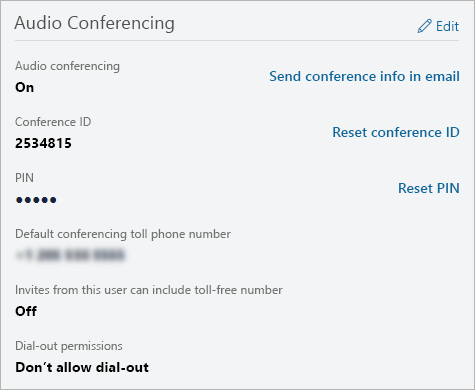 Audio Conferencing
Edit
Audio conferencing
On
Send conference info in email
Conference ID
2534815
Reset conference ID
PIN
•••••
Reset PIN
Default conferencing toll phone number
Invites from this user can include toll-free number
Off
Dial-out permissions
Don't allow dial-out